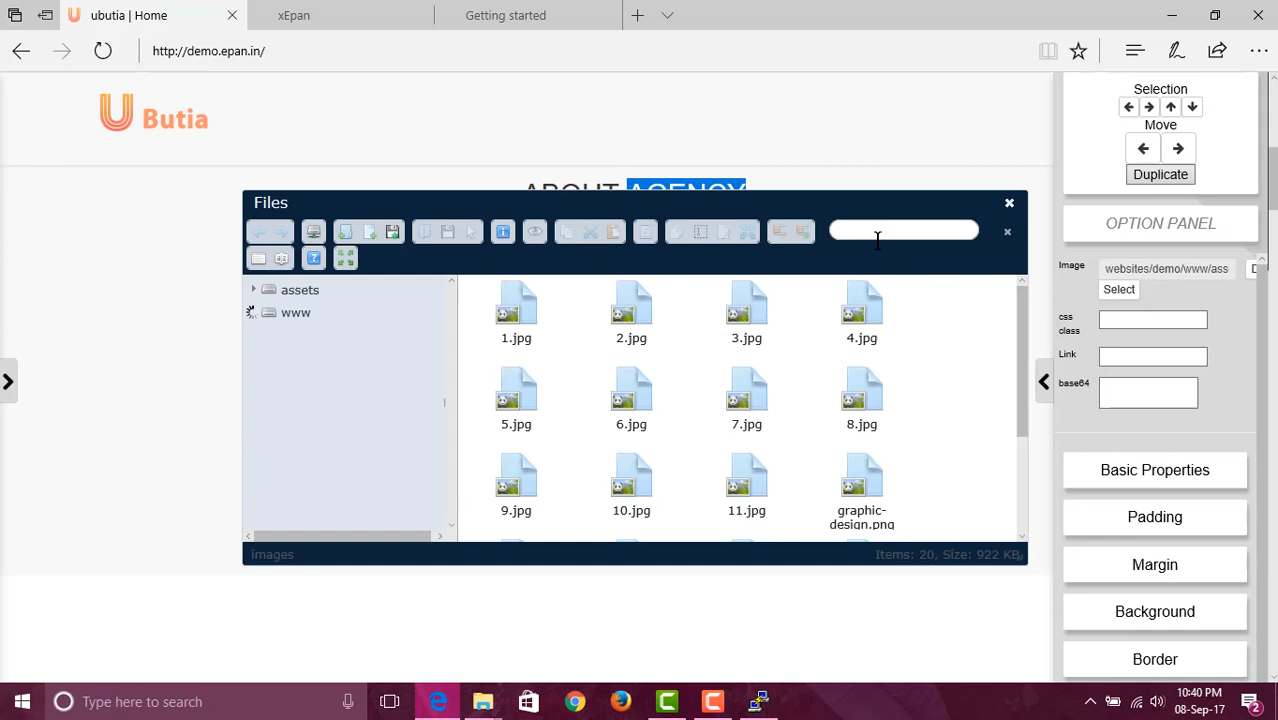 ubutia | Home
xEpan
Getting started
http://demo.epan.in/
Butia
ABOUT AGENCY
Selection
Move
Duplicate
OPTION PANEL
Image
websites/demo/www/ass
Select
css class
Link
base64
Basic Properties
Padding
Margin
Background
Border
Files
assets
www
1.jpg
2.jpg
3.jpg
4.jpg
5.jpg
6.jpg
7.jpg
8.jpg
9.jpg
10.jpg
11.jpg
graphic-
design.png
images
Items: 20, Size: 922 KB
Type here to search
10:40 PM
08-Sep-17
2